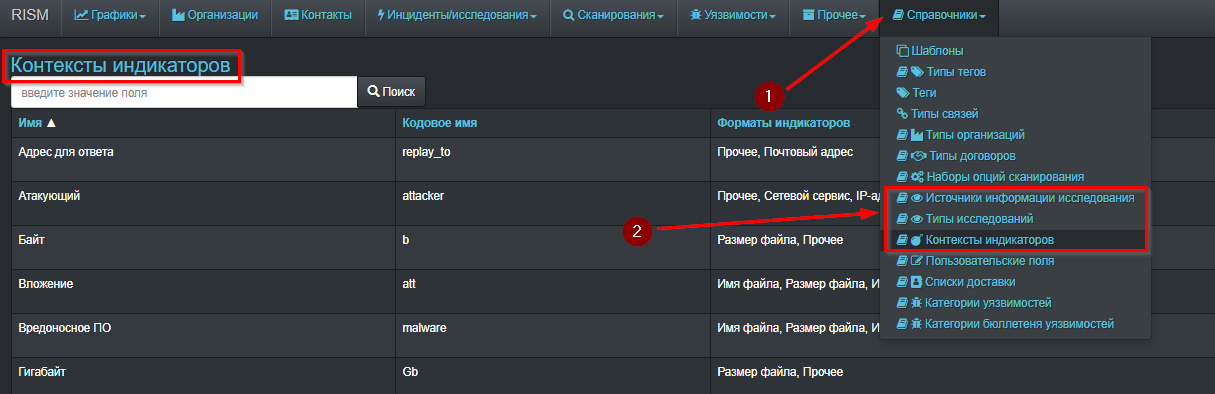 RISM Графики Организации Контакты Инциденты/исследования Сканирования Уязвимости Прочее Справочники
Контексты индикаторов
введите значение поля Поиск
Имя ▲ Кодовое имя Форматы индикаторов
Адрес для ответа replay_to Прочее, Почтовый адрес
Атакующий attacker Прочее, Сетевой сервис, IP-ад
Байт b Размер файла, Прочее
Вложение att Имя файла, Размер файла, И
Вредоносное ПО malware Имя файла, Размер файла, И
Гигабайт Gb Размер файла, Прочее
1
2
Шаблоны
Типы тегов
Теги
Типы связей
Типы организаций
Типы договоров
Наборы опций сканирования
Источники информации исследования
Типы исследований
Контексты индикаторов
Пользовательские поля
Списки доставки
Категории уязвимостей
Категории бюллетеня уязвимостей